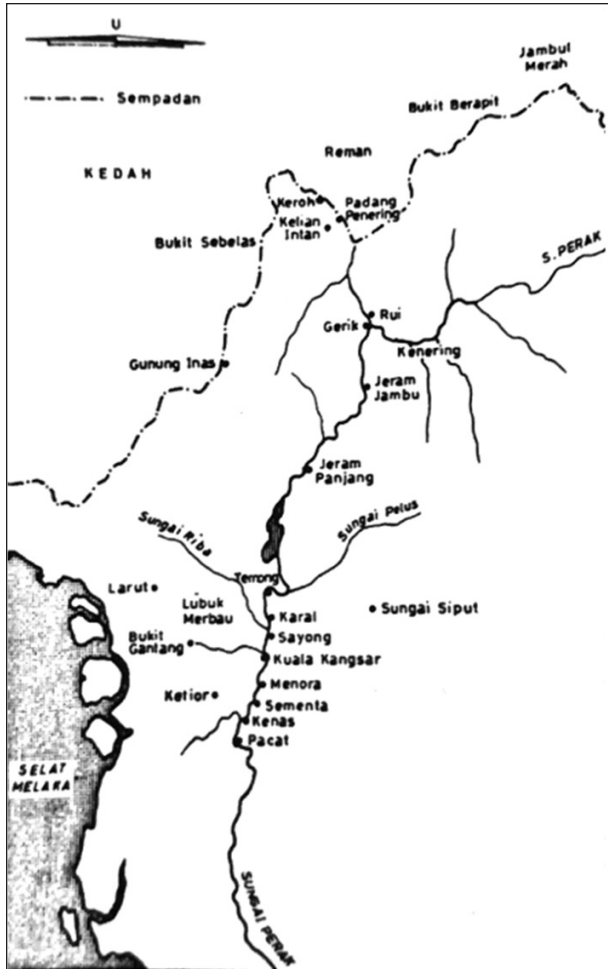 U
Sempadan
Jambul
Merah
Bukit Berapit
Reman
KEDAH
Keroh
Padang
Penering
Kelian
Intan
Bukit Sebelas
S. PERAK
Rui
Gerik
Kenering
Gunung Inas
Jeram
Jambu
Jeram
Panjang
Sungai Pelus
Sungai Riba
Temong
Larut
Lubuk
Merbau
Karai
Sungai Siput
Sayong
Bukit
Gantang
Kuala Kangsar
Menora
Ketior
Sementa
Kenas
Pacat
SELAT
MELAKA
SUNGAI PERAK